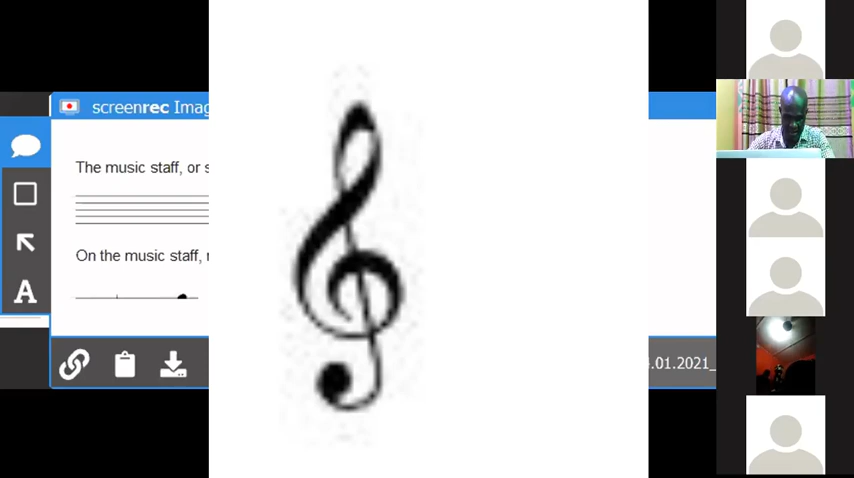 screenrec Imag
The music staff, or s
On the music staff, r
A
.01.2021_